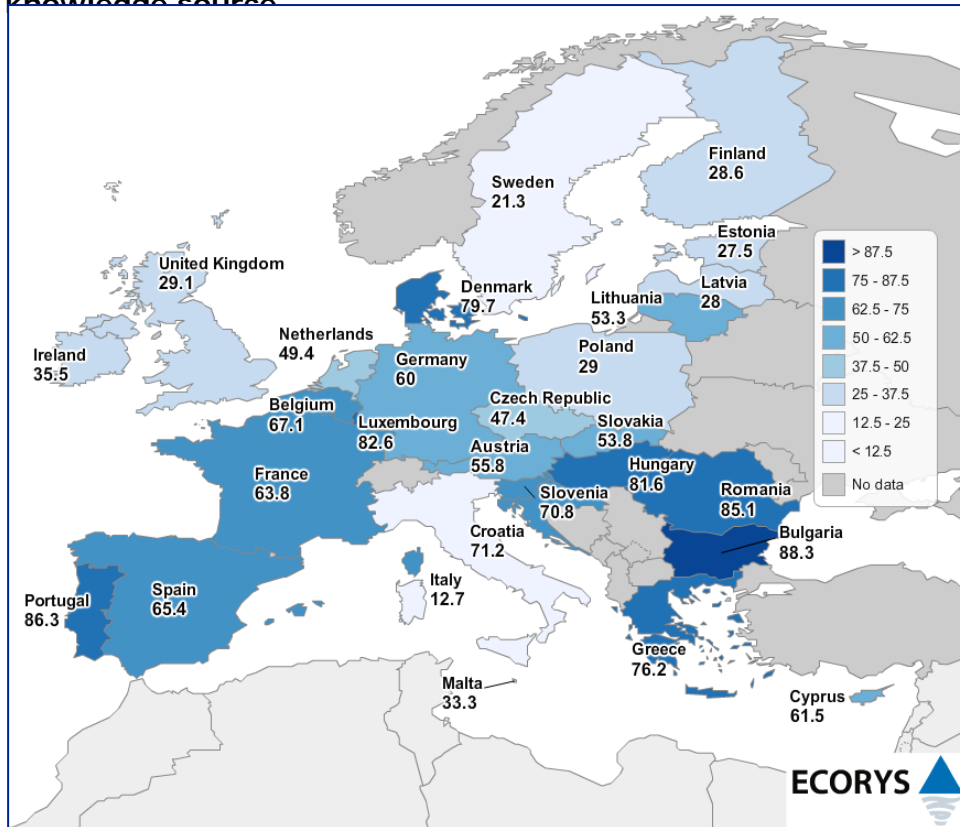 Knowledge source
Finland
28.6
Sweden
21.3
Estonia
27.5
United Kingdom
29.1
Latvia
28
Denmark
79.7
Lithuania
53.3
Netherlands
49.4
Ireland
35.5
Germany
60
Poland
29
Czech Republic
47.4
Belgium
67.1
Luxembourg
82.6
Slovakia
53.8
Austria
55.8
France
63.8
Hungary
81.6
Slovenia
70.8
Romania
85.1
Croatia
71.2
Bulgaria
88.3
Italy
12.7
Spain
65.4
Portugal
86.3
Greece
76.2
Malta
33.3
Cyprus
61.5
> 87.5
75 - 87.5
62.5 - 75
50 - 62.5
37.5 - 50
25 - 37.5
12.5 - 25
< 12.5
No data
ECORYS